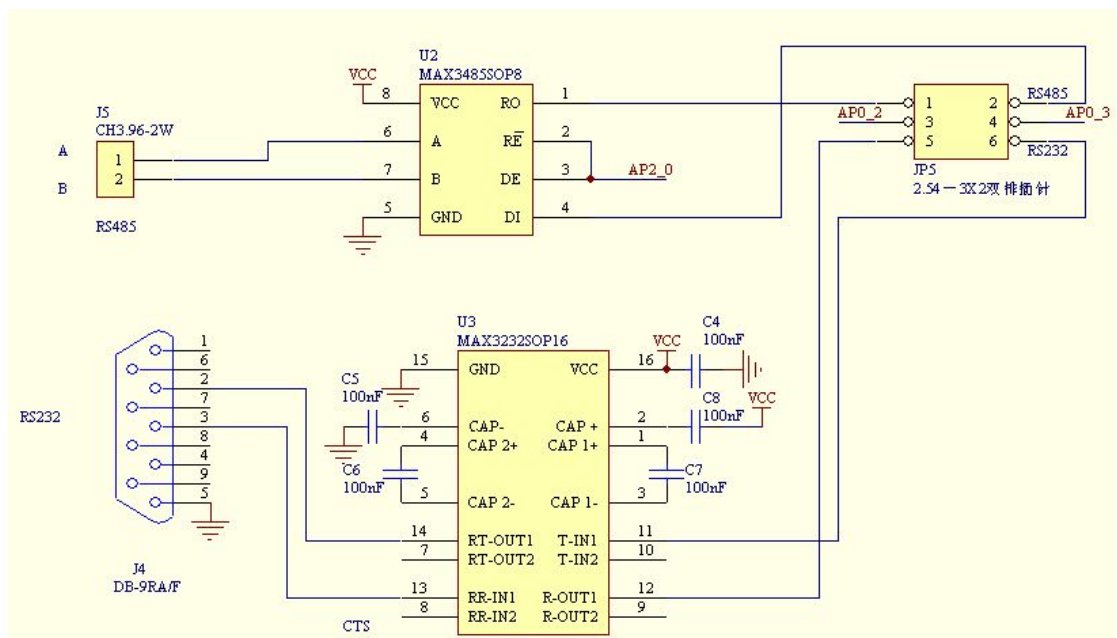 U2
MAX3485SOP8
VCC
8 VCC RO 1
6 A RE 2
7 B DE 3
5 GND DI 4
AP2_0
J5
CH3.96-2W
A 1
B 2
RS485
RS485
AP0_2
AP0_3
1 2
3 4
5 6
RS232
JP5
2.54－3X2双排插针
U3
MAX3232SOP16
15 GND VCC 16
6 CAP- CAP + 2
4 CAP 2+ CAP 1+ 1
5 CAP 2- CAP 1- 3
14 RT-OUT1 T-IN1 11
7 RT-OUT2 T-IN2 10
13 RR-IN1 R-OUT1 12
8 RR-IN2 R-OUT2 9
CTS
VCC
C4
100nF
C8
100nF
VCC
C7
100nF
C5
100nF
C6
100nF
RS232
1
6
2
7
3
8
4
9
5
J4
DB-9RA/F